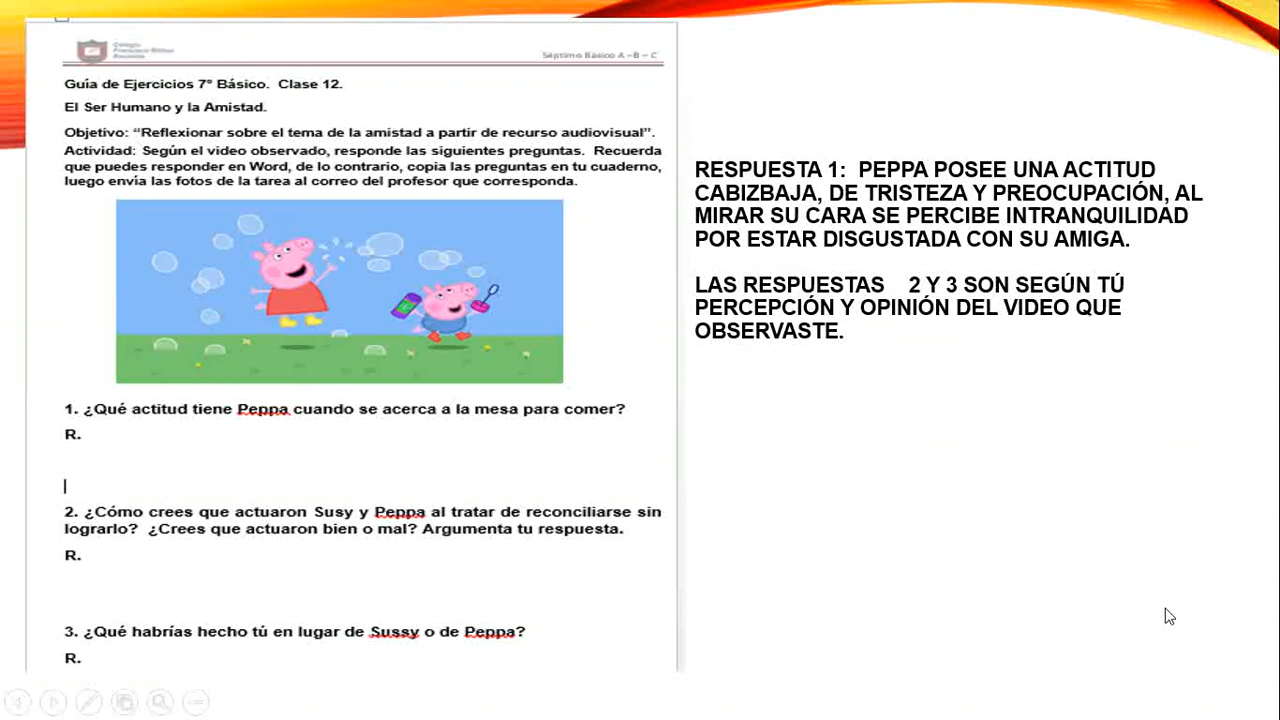 Colegio
Francisco Bilbao
Séptimo Básico A –B – C
Guía de Ejercicios 7° Básico.  Clase 12.
El Ser Humano y la Amistad.
Objetivo: “Reflexionar sobre el tema de la amistad a partir de recurso audiovisual”.
Actividad: Según el video observado, responde las siguientes preguntas. Recuerda
que puedes responder en Word, de lo contrario, copia las preguntas en tu cuaderno,
luego envía las fotos de la tarea al correo del profesor que corresponda.
1. ¿Qué actitud tiene Peppa cuando se acerca a la mesa para comer?
R.
2. ¿Cómo crees que actuaron Susy y Peppa al tratar de reconciliarse sin
lograrlo?  ¿Crees que actuaron bien o mal? Argumenta tu respuesta.
R.
3. ¿Qué habrías hecho tú en lugar de Sussy o de Peppa?
R.
RESPUESTA 1:  PEPPA POSEE UNA ACTITUD
CABIZBAJA, DE TRISTEZA Y PREOCUPACIÓN, AL
MIRAR SU CARA SE PERCIBE INTRANQUILIDAD
POR ESTAR DISGUSTADA CON SU AMIGA.
LAS RESPUESTAS    2 Y 3 SON SEGÚN TÚ
PERCEPCIÓN Y OPINIÓN DEL VIDEO QUE
OBSERVASTE.